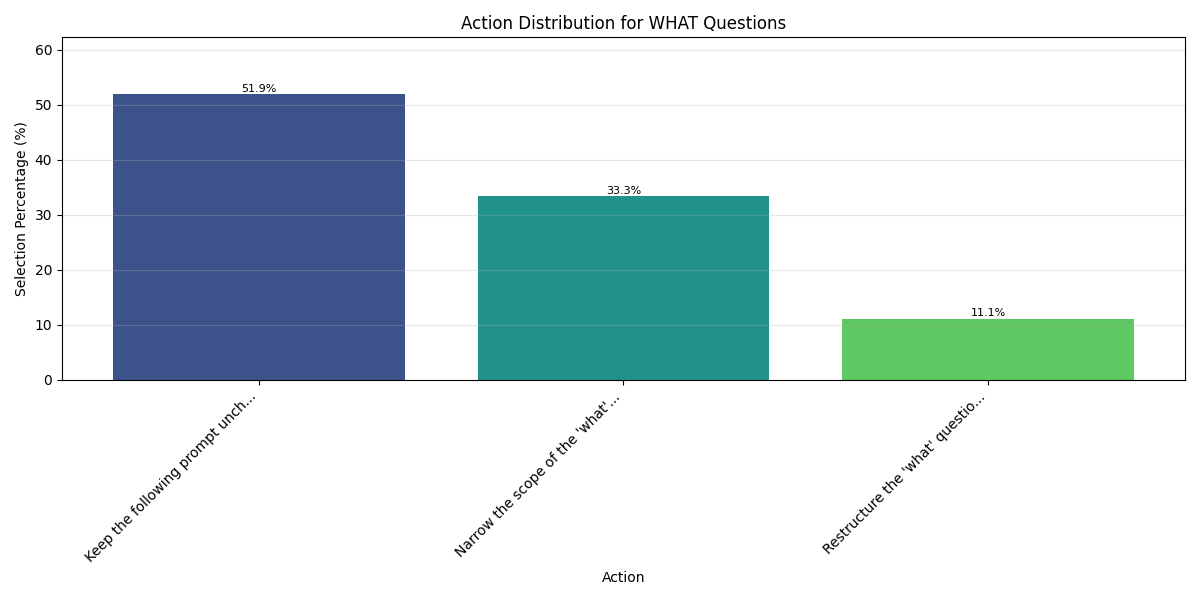 Action Distribution for WHAT Questions
Selection Percentage (%)
60
50
40
30
20
10
0
51.9%
33.3%
11.1%
Keep the following prompt unch...
Narrow the scope of the 'what'...
Restructure the 'what' questio...
Action